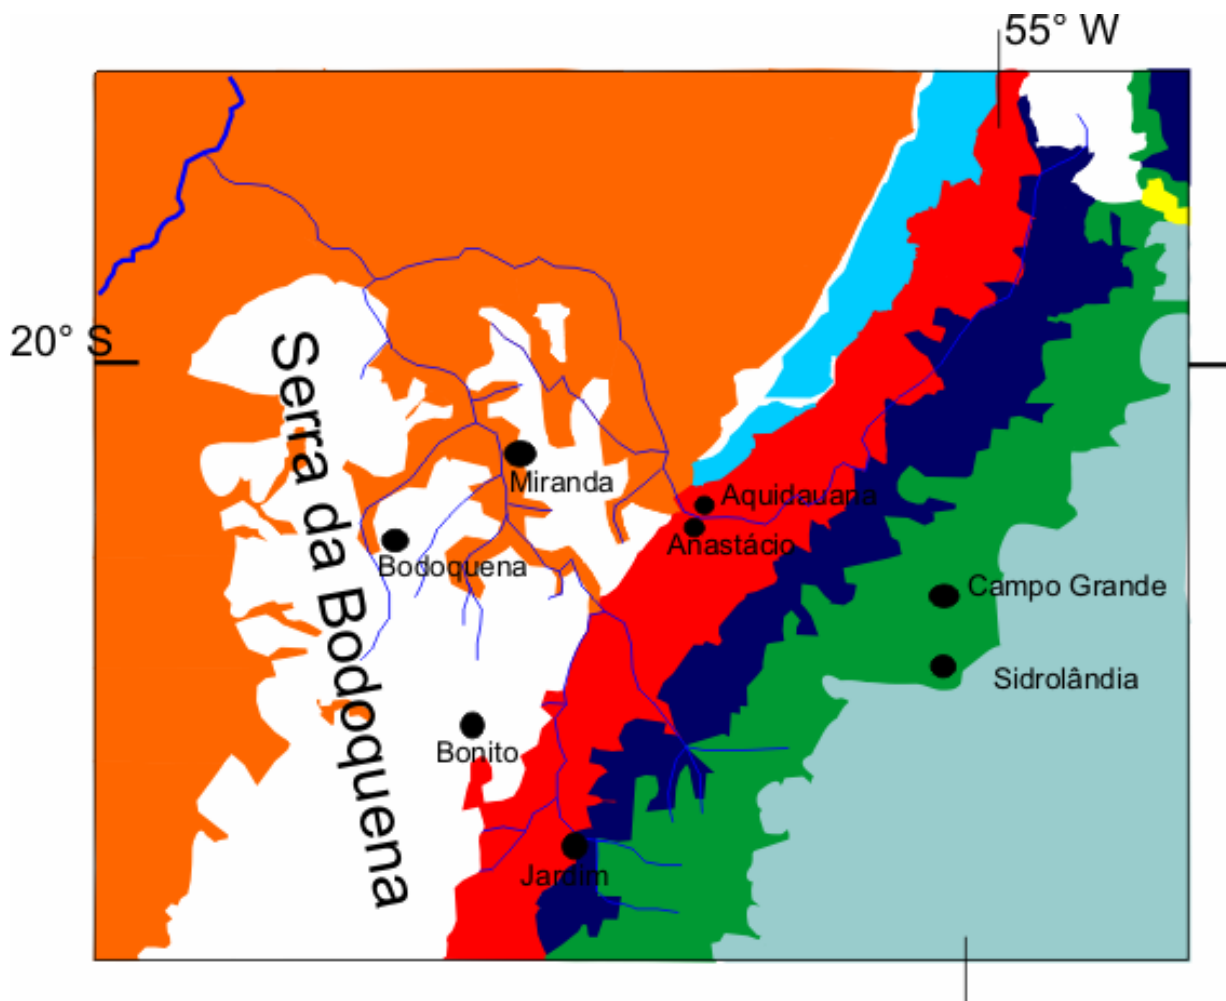 55° W
20° S
Serra da Bodoquena
Miranda
Aquidauana
Anastácio
Bodoquena
Campo Grande
Sidrolândia
Bonito
Jardim